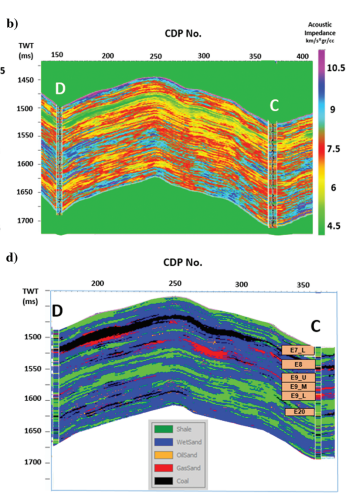 b)
CDP No.
Acoustic
Impedance
km/s*gr/cc
TWT
(ms)
150 200 250 300 350 400
5
1450
1500
1550
1600
1650
1700
D
C
10.5
9
7.5
6
4.5
d)
TWT
(ms)
CDP No.
200 250 300 350
D
C
1500
1550
1600
1650
1700
E7_L
E8
E9_U
E9_M
E9_L
E20
Shale
WetSand
OilSand
GasSand
Coal